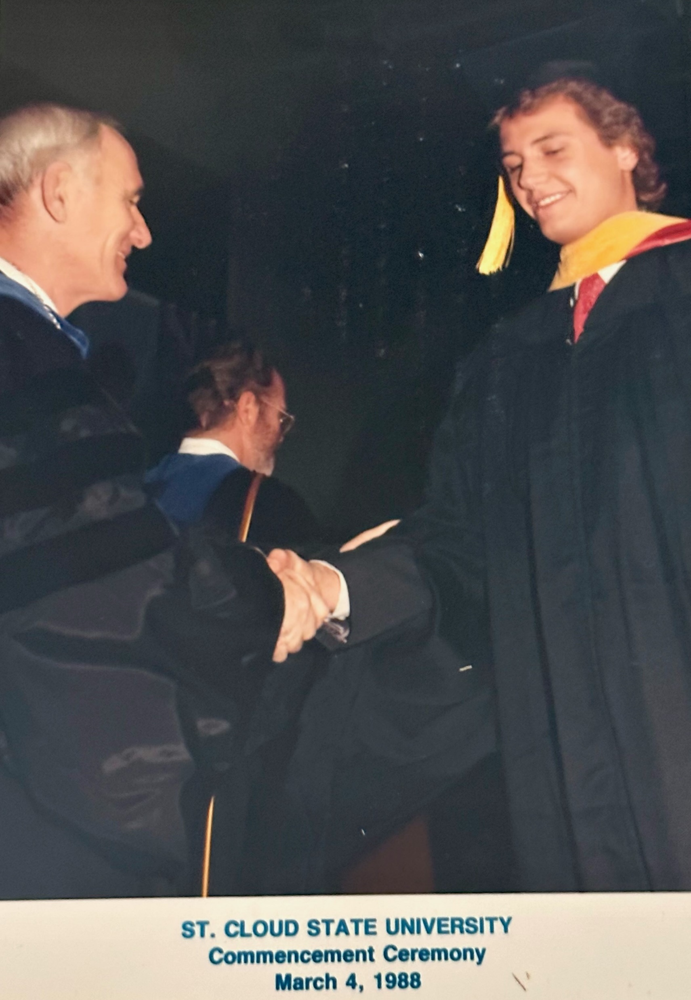 ST. CLOUD STATE UNIVERSITY
Commencement Ceremony
March 4, 1988